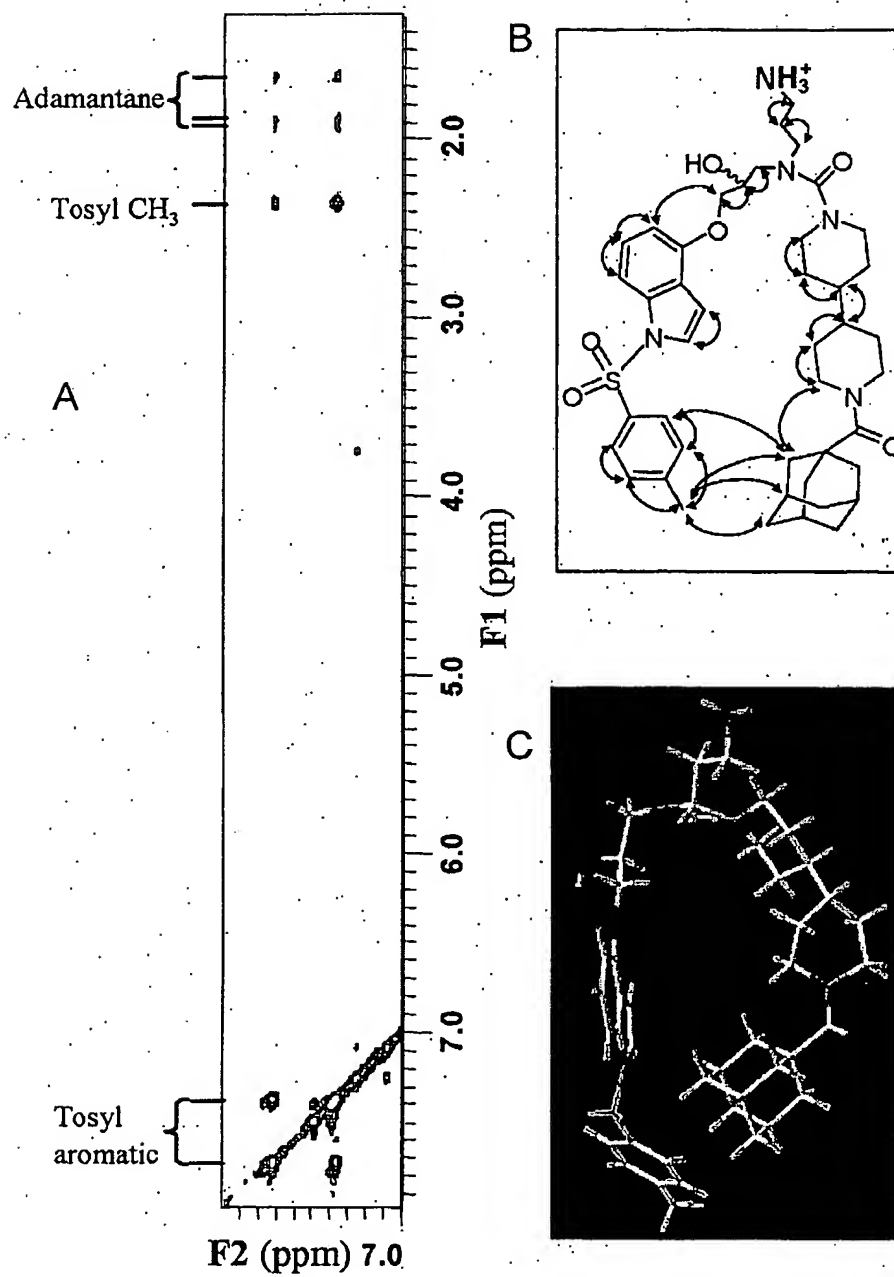 Adamantane
Tosyl CH3
Tosyl
aromatic
A
2.0
3.0
4.0
5.0
6.0
7.0
F1 (ppm)
F2 (ppm) 7.0
B
NH3+
HO
N
O
N
O
N
O
S
O
N
O
C